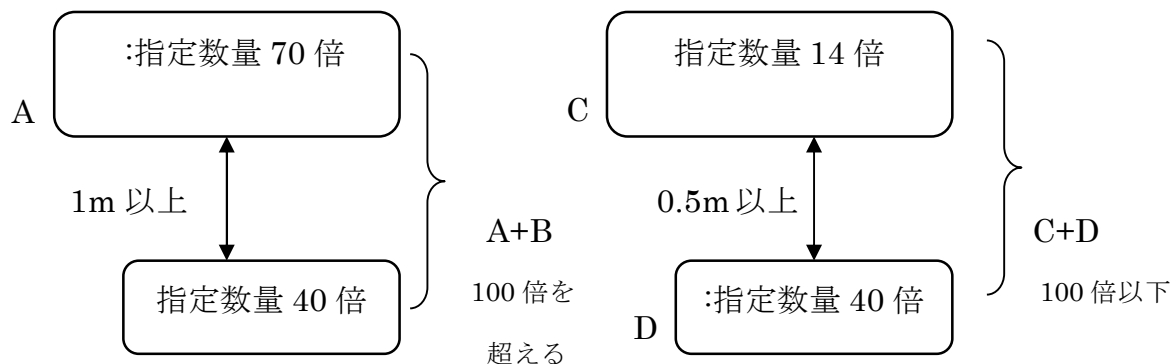 :指定数量 70 倍
A
1m 以上
A+B
指定数量 40 倍
100 倍を
超える
指定数量 14 倍
C
0.5m 以上
C+D
:指定数量 40 倍
D
100 倍以下